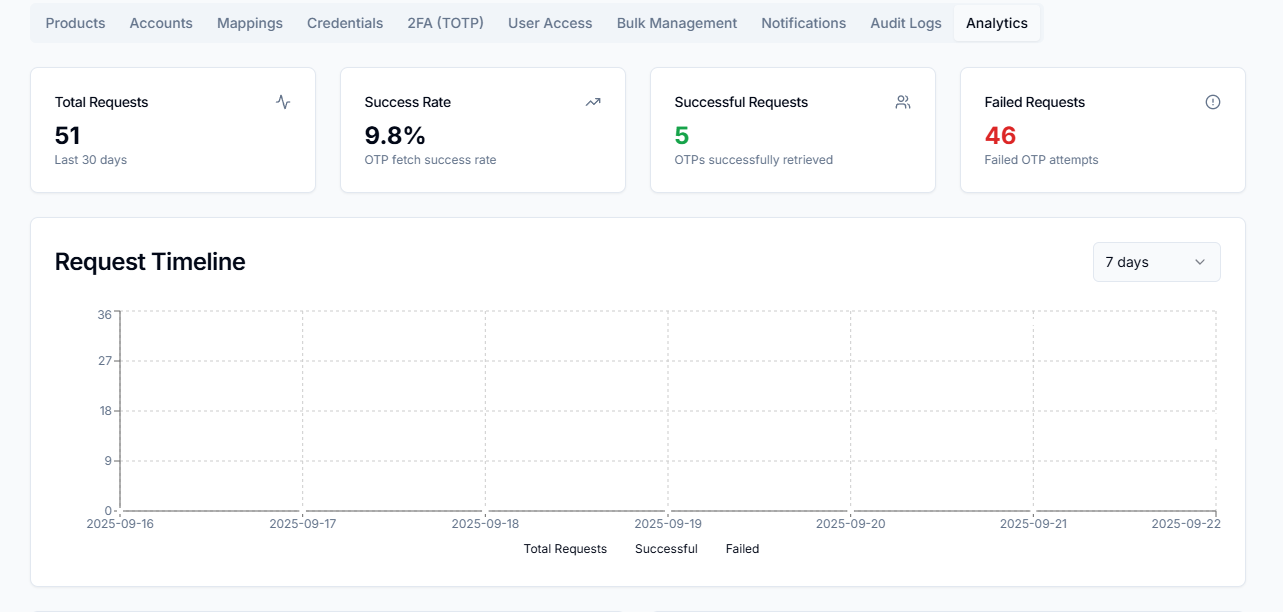 Products Accounts Mappings Credentials 2FA (TOTP) User Access Bulk Management Notifications Audit Logs Analytics
Total Requests
51
Last 30 days
Success Rate
9.8%
OTP fetch success rate
Successful Requests
5
OTPs successfully retrieved
Failed Requests
46
Failed OTP attempts
Request Timeline
7 days
36
27
18
9
0
2025-09-16 2025-09-17 2025-09-18 2025-09-19 2025-09-20 2025-09-21 2025-09-22
Total Requests Successful Failed